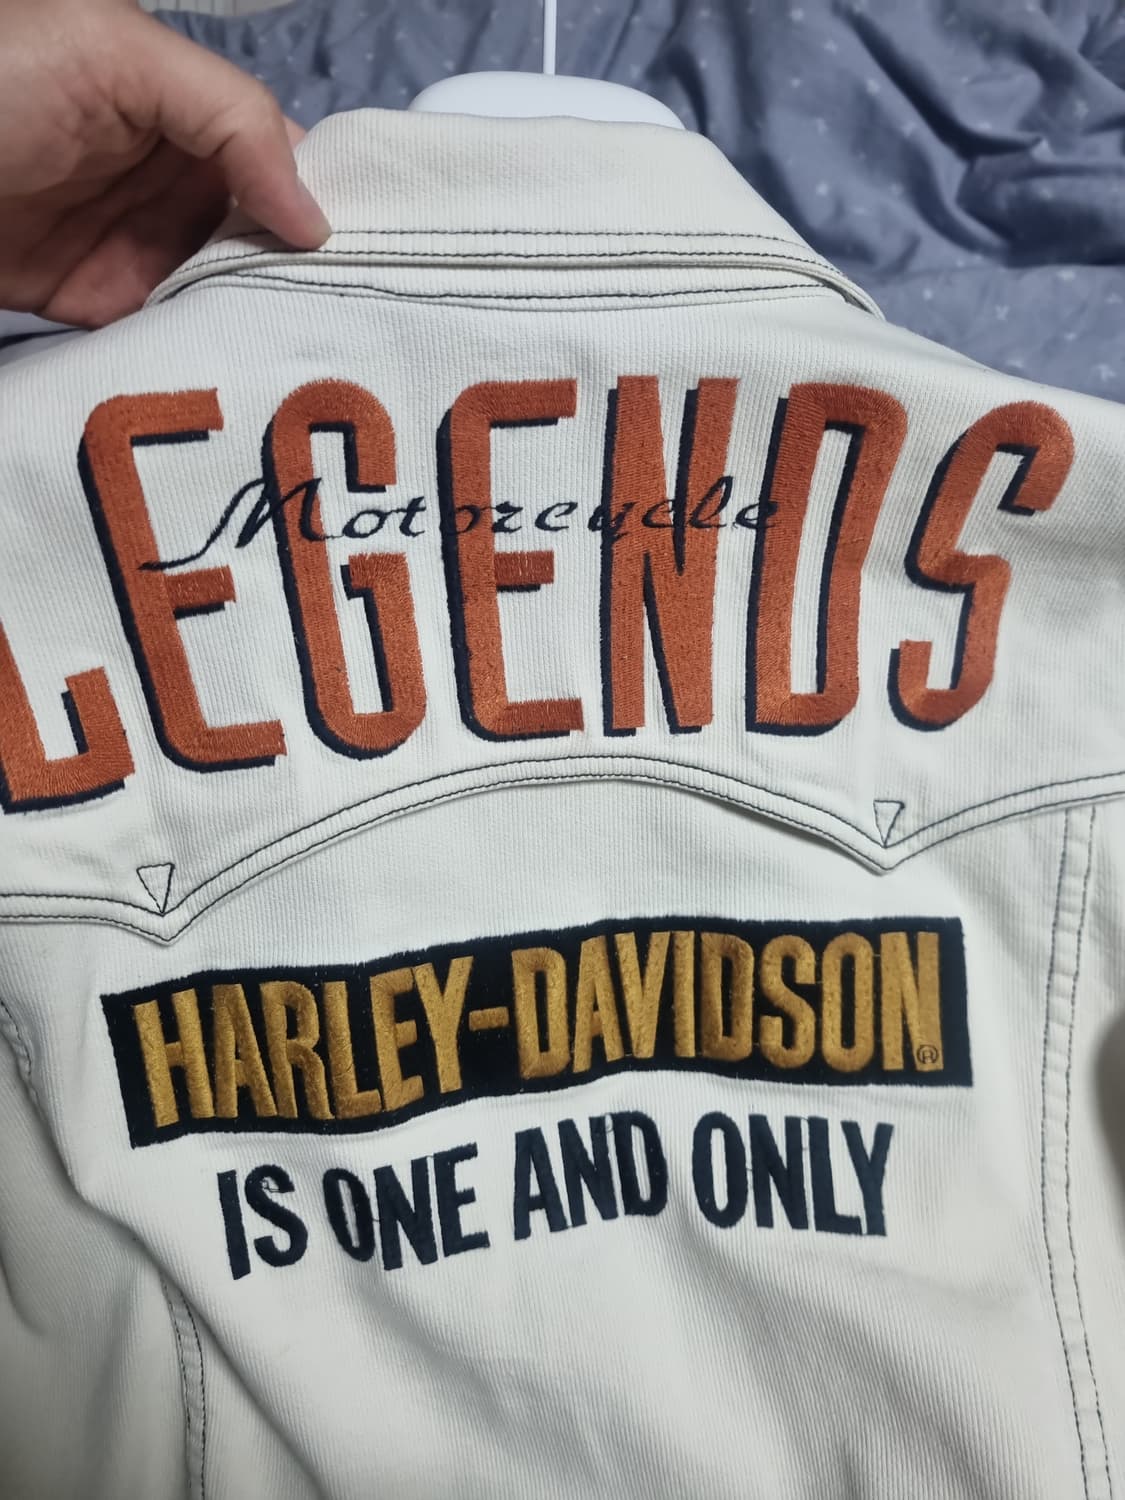 LEGENDS
Motorcycle
HARLEY-DAVIDSON®
IS ONE AND ONLY